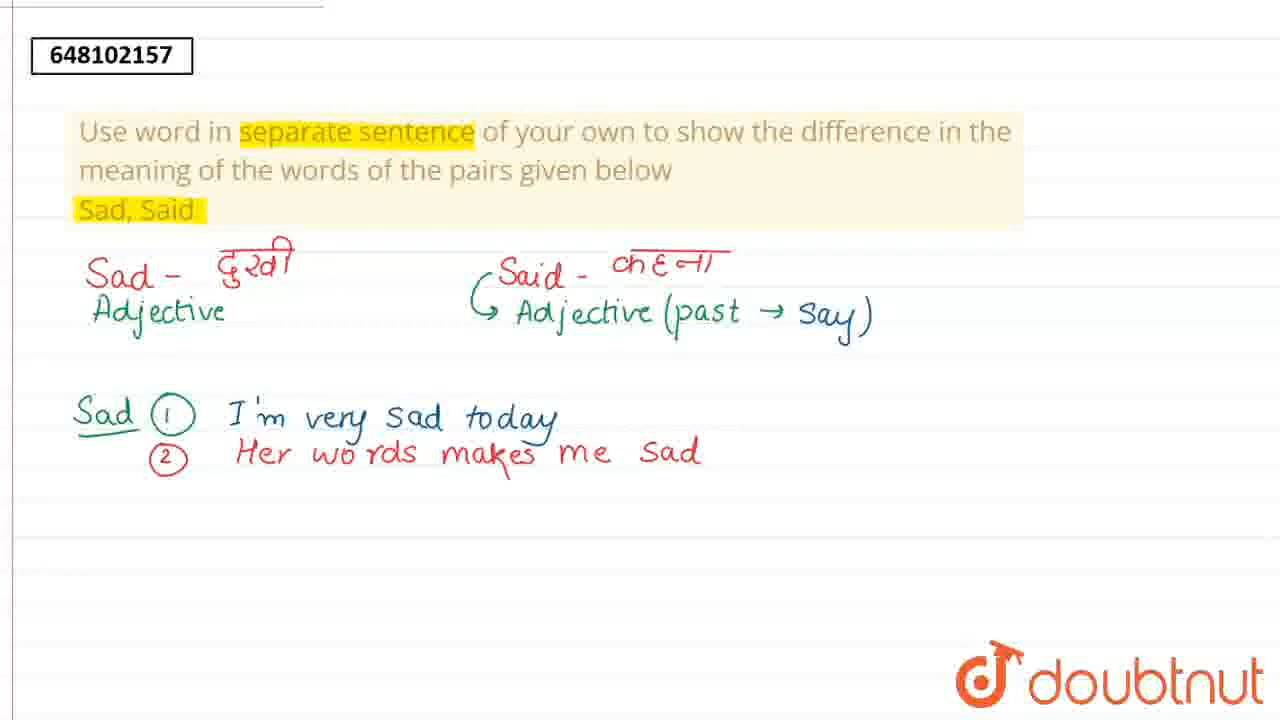 648102157
Use word in separate sentence of your own to show the difference in the
meaning of the words of the pairs given below
Sad, Said
Sad - दुखी
Said - कहना
Adjective
Adjective (past → say)
Sad 1 I'm very sad today
2 Her words makes me sad
doubtnut